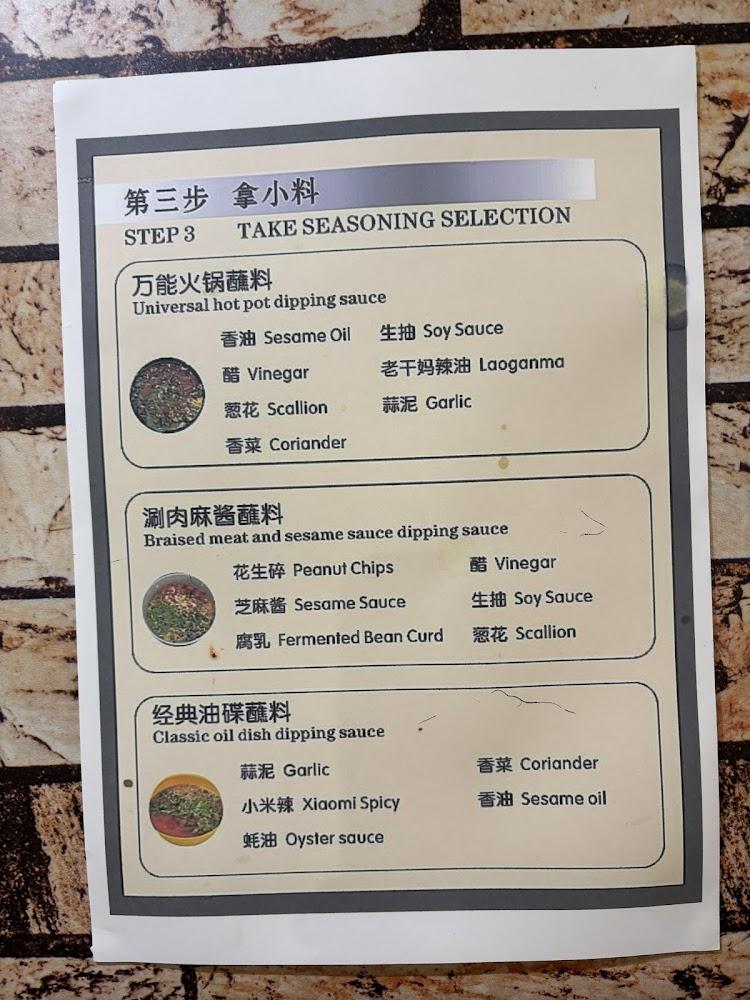 第三步 拿小料
STEP 3 TAKE SEASONING SELECTION
万能火锅蘸料
Universal hot pot dipping sauce
香油 Sesame Oil 生抽 Soy Sauce
醋 Vinegar 老干妈辣油 Laoganma
葱花 Scallion 蒜泥 Garlic
香菜 Coriander
涮肉麻酱蘸料
Braised meat and sesame sauce dipping sauce
花生碎 Peanut Chips 醋 Vinegar
芝麻酱 Sesame Sauce 生抽 Soy Sauce
腐乳 Fermented Bean Curd 葱花 Scallion
经典油碟蘸料
Classic oil dish dipping sauce
蒜泥 Garlic 香菜 Coriander
小米辣 Xiaomi Spicy 香油 Sesame oil
蚝油 Oyster sauce